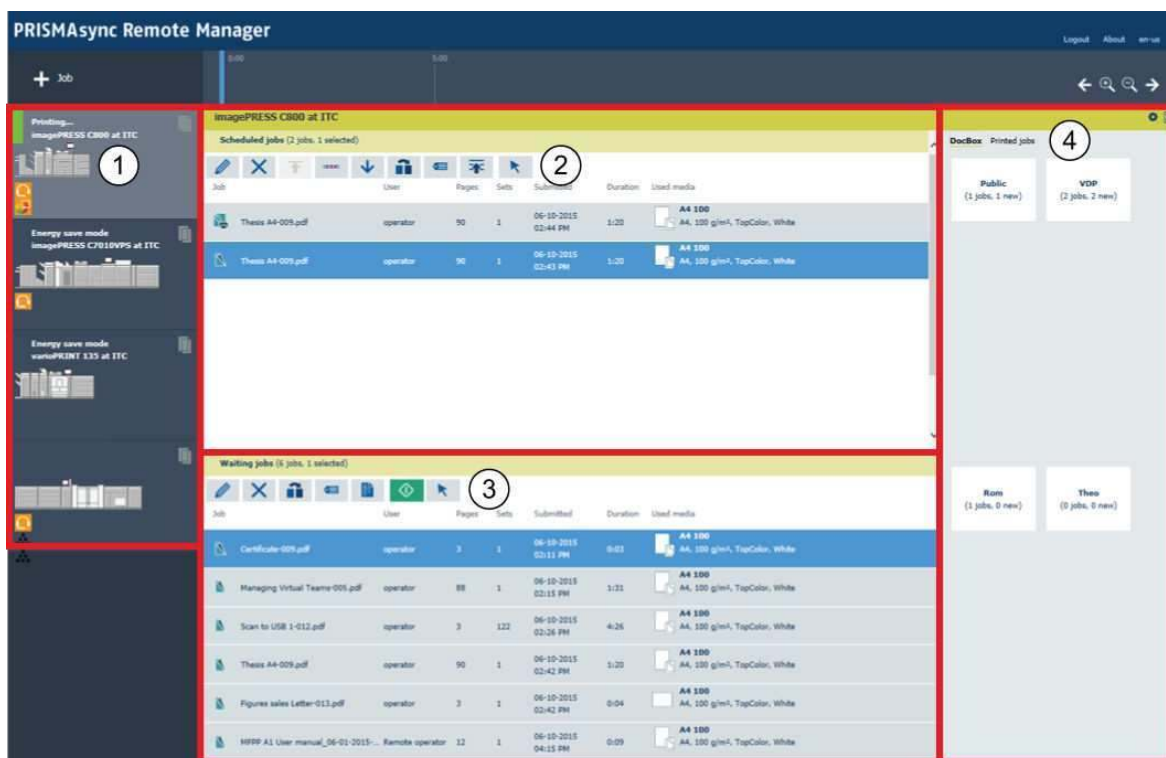 PRISMAsync Remote Manager
Logout About en-us
0:00 5:00
+ Job
Printing...
imagePRESS C800 at ITC
1
Energy save mode
imagePRESS C7010VPS at ITC
Energy save mode
varioPRINT 135 at ITC
imagePRESS C800 at ITC
Scheduled jobs (2 jobs, 1 selected)
2
Job User Pages Sets Submitted Duration Used media
Thesis A4-009.pdf operator 90 1 06-10-2015 02:44 PM 1:20 A4 100
A4, 100 g/m², TopColor, White
Thesis A4-009.pdf operator 90 1 06-10-2015 02:43 PM 1:20 A4 100
A4, 100 g/m², TopColor, White
Waiting jobs (6 jobs, 1 selected)
3
Job User Pages Sets Submitted Duration Used media
Certificate-009.pdf operator 3 1 06-10-2015 02:11 PM 0:03 A4 100
A4, 100 g/m², TopColor, White
Managing Virtual Teams-005.pdf operator 88 1 06-10-2015 02:15 PM 1:31 A4 100
A4, 100 g/m², TopColor, White
Scan to USB 1-012.pdf operator 3 122 06-10-2015 02:26 PM 4:26 A4 100
A4, 100 g/m², TopColor, White
Thesis A4-009.pdf operator 90 1 06-10-2015 02:42 PM 1:20 A4 100
A4, 100 g/m², TopColor, White
Figures sales Letter-013.pdf operator 3 1 06-10-2015 02:42 PM 0:04 A4 100
A4, 100 g/m², TopColor, White
MFPP A1 User manual_06-01-2015-... Remote operator 12 1 06-10-2015 04:15 PM 0:09 A4 100
A4, 100 g/m², TopColor, White
DocBox Printed jobs
4
Public
(1 jobs, 1 new)
VDP
(2 jobs, 2 new)
Rom
(1 jobs, 0 new)
Theo
(0 jobs, 0 new)